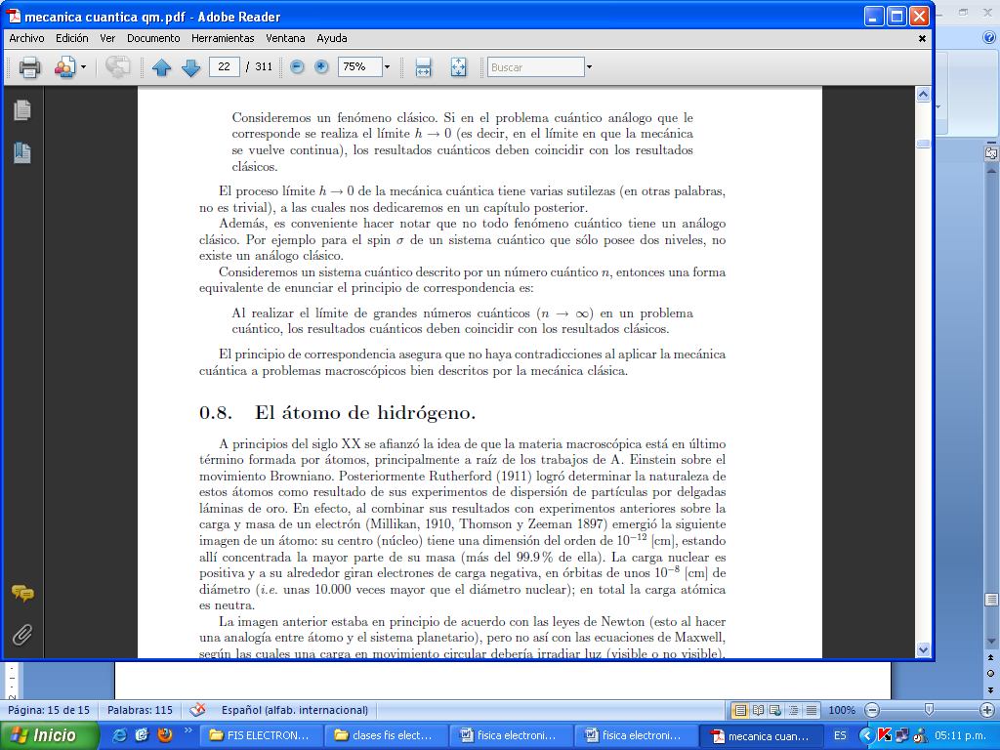 mecanica cuantica qm.pdf - Adobe Reader
Archivo Edición Ver Documento Herramientas Ventana Ayuda
22 / 311 75% Buscar
Consideremos un fenómeno clásico. Si en el problema cuántico análogo que le
corresponde se realiza el límite h → 0 (es decir, en el límite en que la mecánica
se vuelve continua), los resultados cuánticos deben coincidir con los resultados
clásicos.
El proceso límite h → 0 de la mecánica cuántica tiene varias sutilezas (en otras palabras,
no es trivial), a las cuales nos dedicaremos en un capítulo posterior.
Además, es conveniente hacer notar que no todo fenómeno cuántico tiene un análogo
clásico. Por ejemplo para el spin σ de un sistema cuántico que sólo posee dos niveles, no
existe un análogo clásico.
Consideremos un sistema cuántico descrito por un número cuántico n, entonces una forma
equivalente de enunciar el principio de correspondencia es:
Al realizar el límite de grandes números cuánticos (n → ∞) en un problema
cuántico, los resultados cuánticos deben coincidir con los resultados clásicos.
El principio de correspondencia asegura que no haya contradicciones al aplicar la mecánica
cuántica a problemas macroscópicos bien descritos por la mecánica clásica.
0.8. El átomo de hidrógeno.
A principios del siglo XX se afianzó la idea de que la materia macroscópica está en último
término formada por átomos, principalmente a raíz de los trabajos de A. Einstein sobre el
movimiento Browniano. Posteriormente Rutherford (1911) logró determinar la naturaleza de
estos átomos como resultado de sus experimentos de dispersión de partículas por delgadas
láminas de oro. En efecto, al combinar sus resultados con experimentos anteriores sobre la
carga y masa de un electrón (Millikan, 1910, Thomson y Zeeman 1897) emergió la siguiente
imagen de un átomo: su centro (núcleo) tiene una dimensión del orden de 10⁻¹² [cm], estando
allí concentrada la mayor parte de su masa (más del 99.9 % de ella). La carga nuclear es
positiva y a su alrededor giran electrones de carga negativa, en órbitas de unos 10⁻⁸ [cm] de
diámetro (i.e. unas 10.000 veces mayor que el diámetro nuclear); en total la carga atómica
es neutra.
La imagen anterior estaba en principio de acuerdo con las leyes de Newton (esto al hacer
una analogía entre átomo y el sistema planetario), pero no así con las ecuaciones de Maxwell,
según las cuales una carga en movimiento circular debería irradiar luz (visible o no visible),
Página: 15 de 15 Palabras: 115 Español (alfab. internacional) 100%
Inicio FIS ELECTRON... clases fis elect... fisica electroni... fisica electroni... mecanica cuan... ES 05:11 p.m.